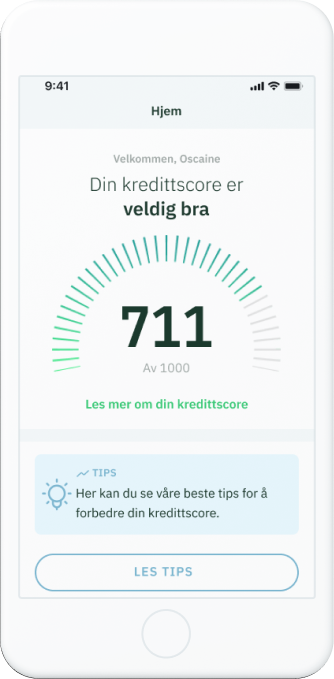 9:41
Hjem
Velkommen, Oscaine
Din kredittscore er
veldig bra
711
Av 1000
Les mer om din kredittscore
TIPS
Her kan du se våre beste tips for å
forbedre din kredittscore.
LES TIPS